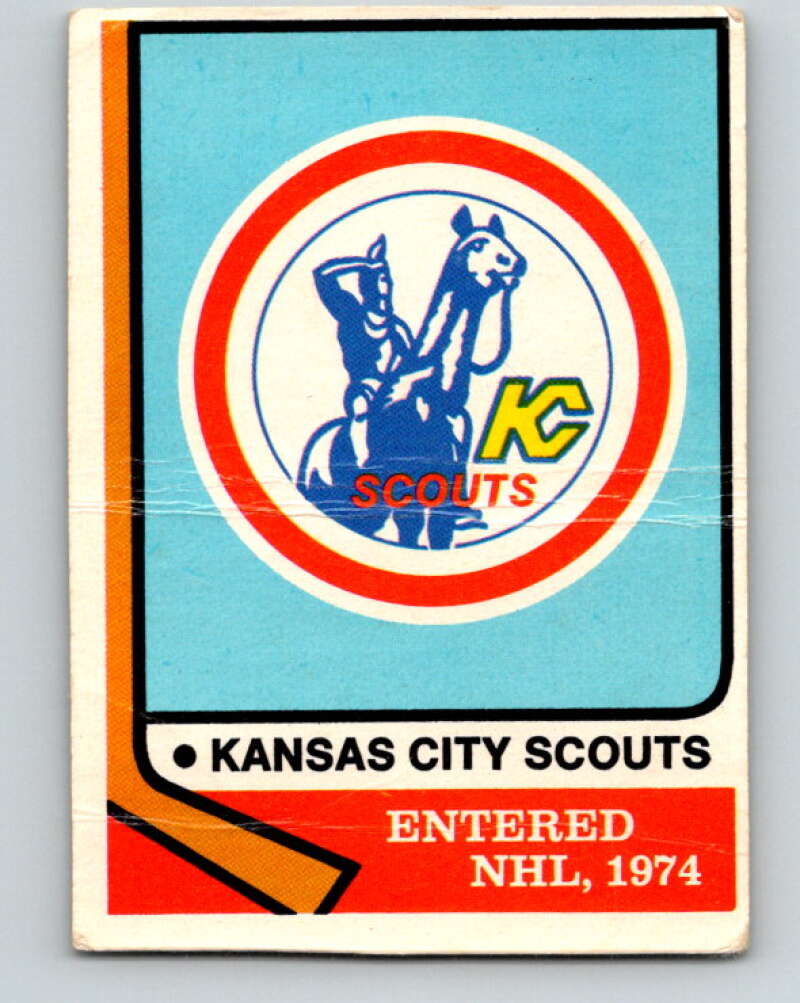 KC
SCOUTS
• KANSAS CITY SCOUTS
ENTERED
NHL, 1974